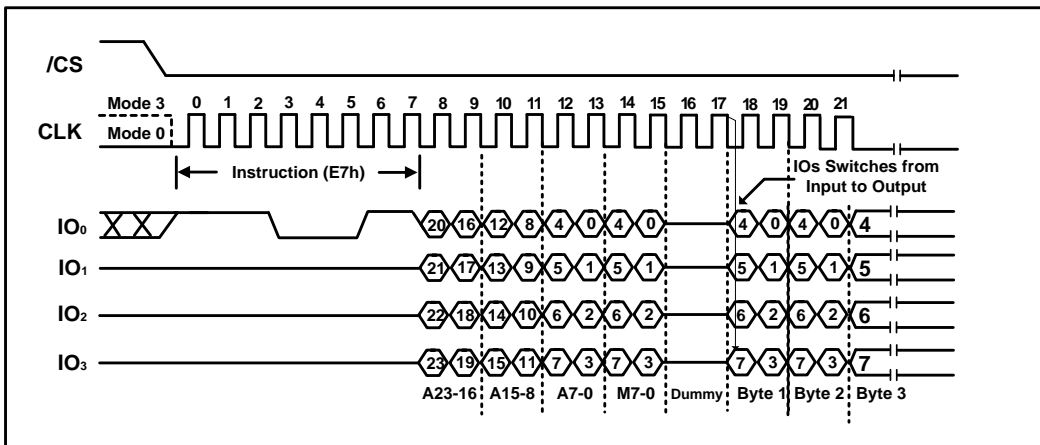 /CS
Mode 3 0 1 2 3 4 5 6 7 8 9 10 11 12 13 14 15 16 17 18 19 20 21
CLK Mode 0
Instruction (E7h)
IOs Switches from
Input to Output
IO0 20 16 12 8 4 0 4 0 4 0 4 0 4
IO1 21 17 13 9 5 1 5 1 5 1 5 1 5
IO2 22 18 14 10 6 2 6 2 6 2 6 2 6
IO3 23 19 15 11 7 3 7 3 7 3 7 3 7
A23-16 A15-8 A7-0 M7-0 Dummy Byte 1 Byte 2 Byte 3